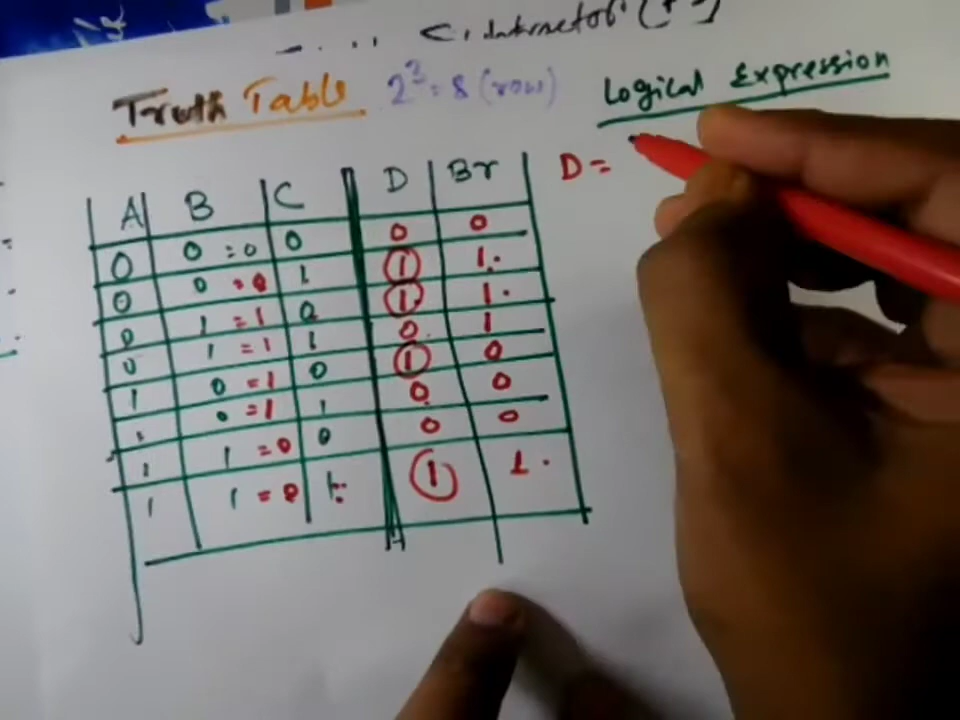 Truth Table 2³=8 (row)
Logical Expression
D=
A B C D Br
0 0 =0 0 0 0
0 0 =0 1 1 1.
0 1 =1 0 1. 1.
0 1 =1 1 0 1
1 0 =1 0 1 0
1 0 =1 1 0 0
1 1 =0 0 0 0
1 1 =0 1 1 1.